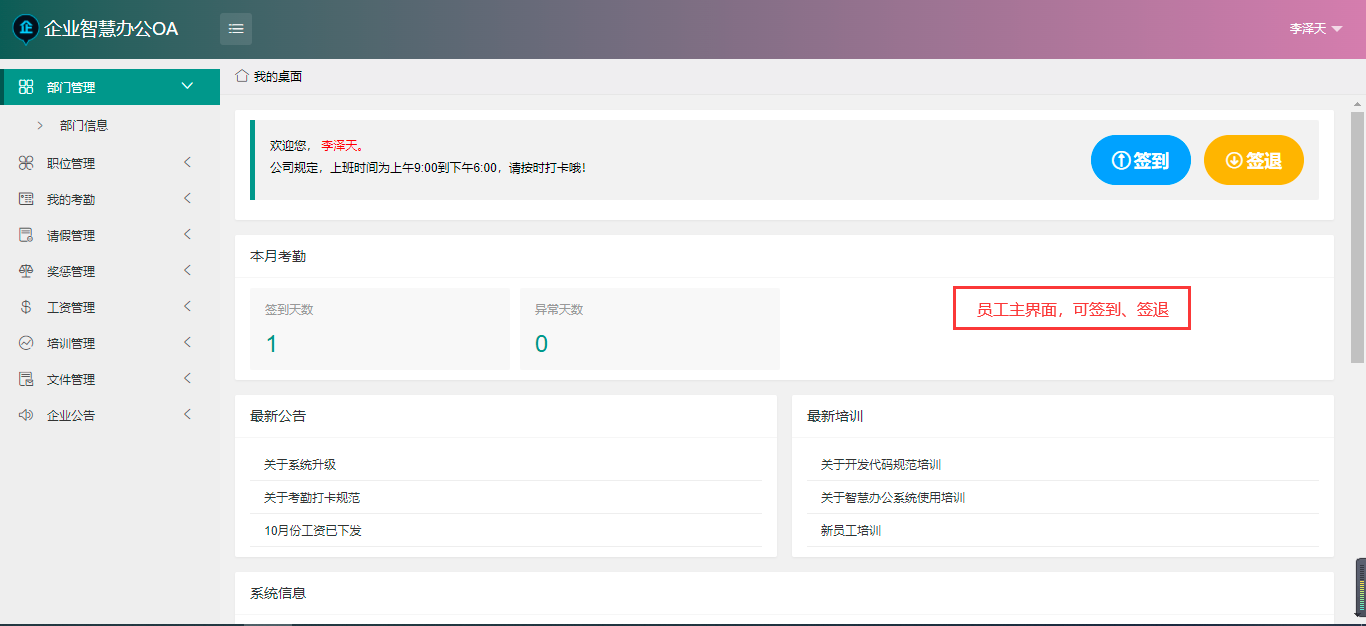 企业智慧办公OA
李泽天
部门管理
部门信息
职位管理
我的考勤
请假管理
奖惩管理
工资管理
培训管理
文件管理
企业公告
我的桌面
欢迎您， 李泽天。
公司规定，上班时间为上午9:00到下午6:00，请按时打卡哦!
签到
签退
本月考勤
签到天数
1
异常天数
0
员工主界面，可签到、签退
最新公告
关于系统升级
关于考勤打卡规范
10月份工资已下发
最新培训
关于开发代码规范培训
关于智慧办公系统使用培训
新员工培训
系统信息